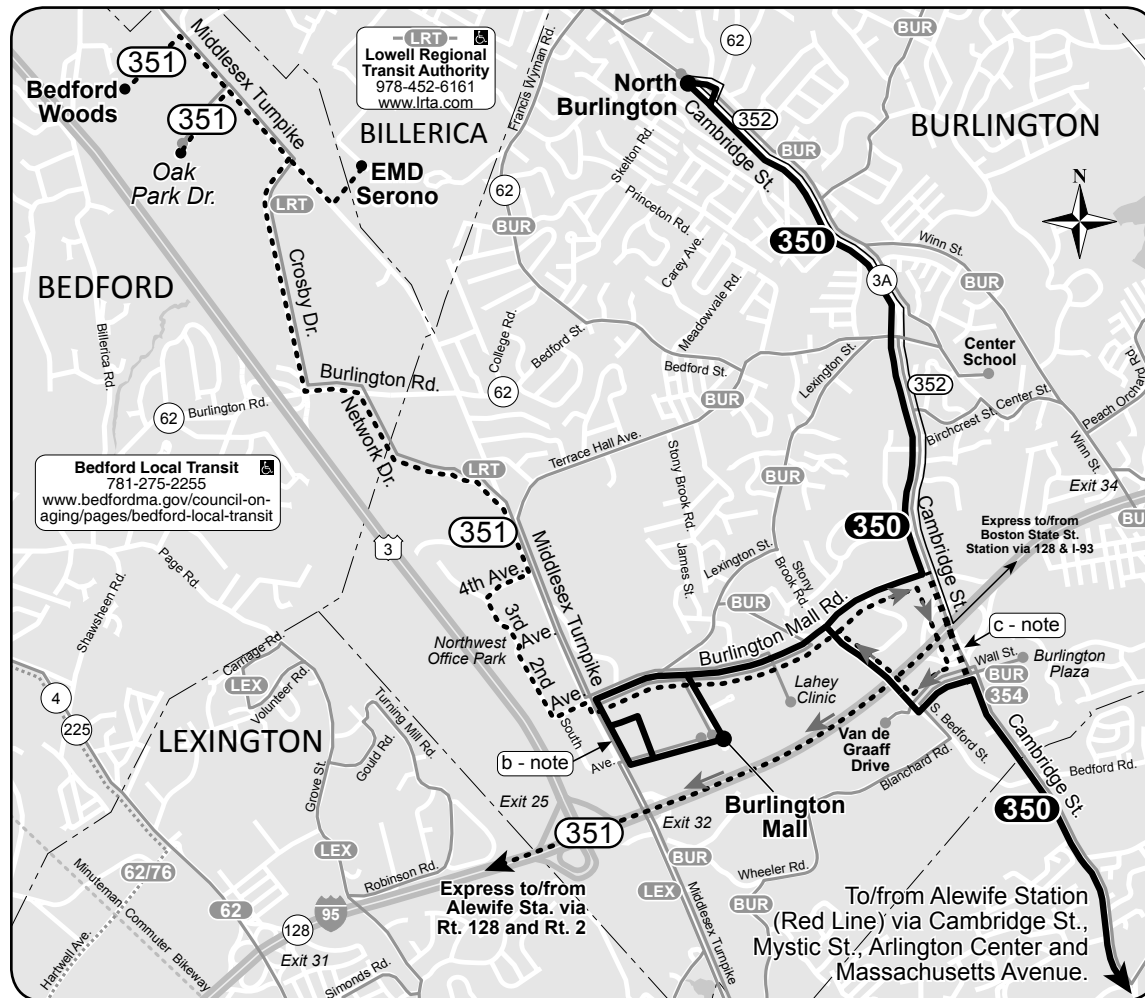 351
Bedford
Woods
351
Oak
Park Dr.
Middlesex Turnpike
LRT
Lowell Regional
Transit Authority
978-452-6161
www.lrta.com
BILLERICA
EMD
Serono
LRT
Francis Wyman Rd.
62
BUR
62
North
Burlington
Cambridge St.
352
BUR
BUR
BURLINGTON
N
Skelton Rd.
Princeton Rd.
Carey Ave.
Meadowvale Rd.
350
3A
Winn St.
BUR
Center
School
352
Birchcrest St.
Center St.
Peach Orchard Rd.
Winn St.
Exit 34
BUR
BEDFORD
Billerica Rd.
Crosby Dr.
Burlington Rd.
College Rd.
Bedford St.
62
Bedford St.
BUR
Lexington St.
62
Burlington Rd.
Network Dr.
LRT
Terrace Hall Ave.
Stony Brook Rd.
BUR
Bedford Local Transit
781-275-2255
www.bedfordma.gov/council-on-
aging/pages/bedford-local-transit
3
351
Middlesex Turnpike
James St.
Lexington St.
Stony
Brook Rd.
BUR
350
Cambridge St.
Express to/from
Boston State St.
Station via 128 & I-93
c - note
Wall St.
Burlington
Plaza
BUR
354
Page Rd.
Shawsheen Rd.
4th Ave.
3rd Ave.
2nd Ave.
Northwest
Office Park
Burlington Mall Rd.
Lahey
Clinic
Van de
Graaff
Drive
S. Bedford St.
Blanchard Rd.
Cambridge St.
Bedford Rd.
350
4
225
Carriage Rd.
LEX
Volunteer Rd.
Turning Mill Rd.
Gould Rd.
Grove St.
LEXINGTON
South
Ave.
b - note
Exit 25
351
Exit 32
Burlington
Mall
BUR
LEX
Wheeler Rd.
BUR
Middlesex Turnpike
LEX
Robinson Rd.
Express to/from
Alewife Sta. via
Rt. 128 and Rt. 2
62/76
Minuteman Commuter Bikeway
Hartwell Ave.
62
128
95
Exit 31
Simonds Rd.
To/from Alewife Station
(Red Line) via Cambridge St.,
Mystic St., Arlington Center and
Massachusetts Avenue.